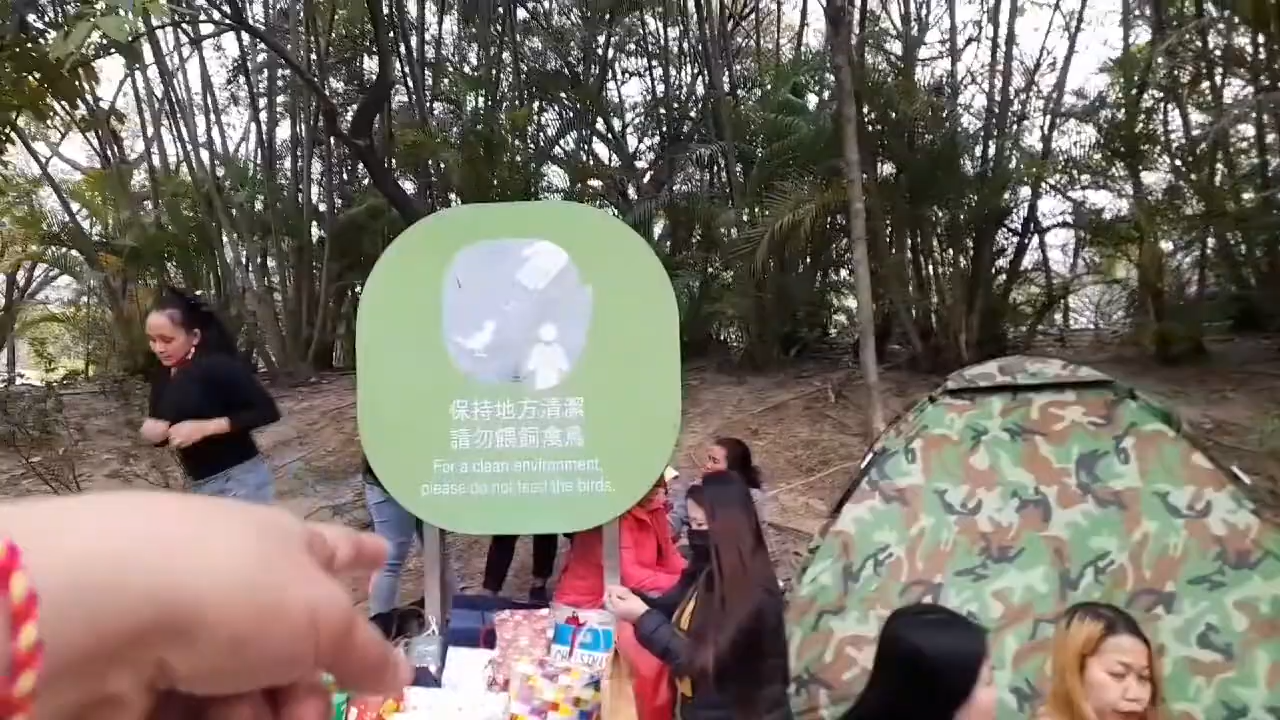 保持地方清潔
請勿餵飼禽鳥
For a clean environment,
please do not feed the birds.
CHRISTMA